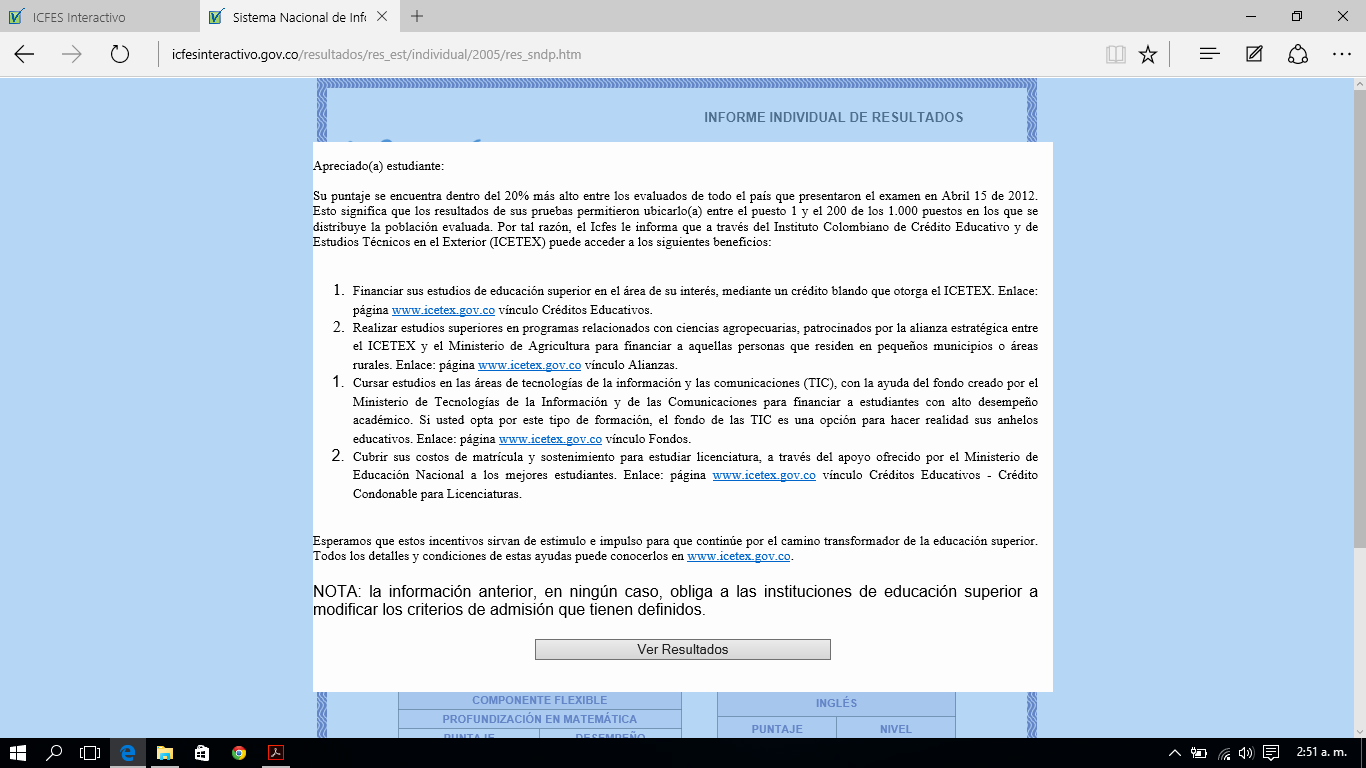 ICFES Interactivo
Sistema Nacional de Info
icfesinteractivo.gov.co/resultados/res_est/individual/2005/res_sndp.htm
INFORME INDIVIDUAL DE RESULTADOS
Apreciado(a) estudiante:
Su puntaje se encuentra dentro del 20% más alto entre los evaluados de todo el país que presentaron el examen en Abril 15 de 2012.
Esto significa que los resultados de sus pruebas permitieron ubicarlo(a) entre el puesto 1 y el 200 de los 1.000 puestos en los que se
distribuye la población evaluada. Por tal razón, el Icfes le informa que a través del Instituto Colombiano de Crédito Educativo y de
Estudios Técnicos en el Exterior (ICETEX) puede acceder a los siguientes beneficios:
1. Financiar sus estudios de educación superior en el área de su interés, mediante un crédito blando que otorga el ICETEX. Enlace:
página www.icetex.gov.co vínculo Créditos Educativos.
2. Realizar estudios superiores en programas relacionados con ciencias agropecuarias, patrocinados por la alianza estratégica entre
el ICETEX y el Ministerio de Agricultura para financiar a aquellas personas que residen en pequeños municipios o áreas
rurales. Enlace: página www.icetex.gov.co vínculo Alianzas.
1. Cursar estudios en las áreas de tecnologías de la información y las comunicaciones (TIC), con la ayuda del fondo creado por el
Ministerio de Tecnologías de la Información y de las Comunicaciones para financiar a estudiantes con alto desempeño
académico. Si usted opta por este tipo de formación, el fondo de las TIC es una opción para hacer realidad sus anhelos
educativos. Enlace: página www.icetex.gov.co vínculo Fondos.
2. Cubrir sus costos de matrícula y sostenimiento para estudiar licenciatura, a través del apoyo ofrecido por el Ministerio de
Educación Nacional a los mejores estudiantes. Enlace: página www.icetex.gov.co vínculo Créditos Educativos - Crédito
Condonable para Licenciaturas.
Esperamos que estos incentivos sirvan de estimulo e impulso para que continúe por el camino transformador de la educación superior.
Todos los detalles y condiciones de estas ayudas puede conocerlos en www.icetex.gov.co.
NOTA: la información anterior, en ningún caso, obliga a las instituciones de educación superior a
modificar los criterios de admisión que tienen definidos.
Ver Resultados
COMPONENTE FLEXIBLE
PROFUNDIZACIÓN EN MATEMÁTICA
PUNTAJE DESEMPEÑO
INGLÉS
PUNTAJE NIVEL
2:51 a. m.